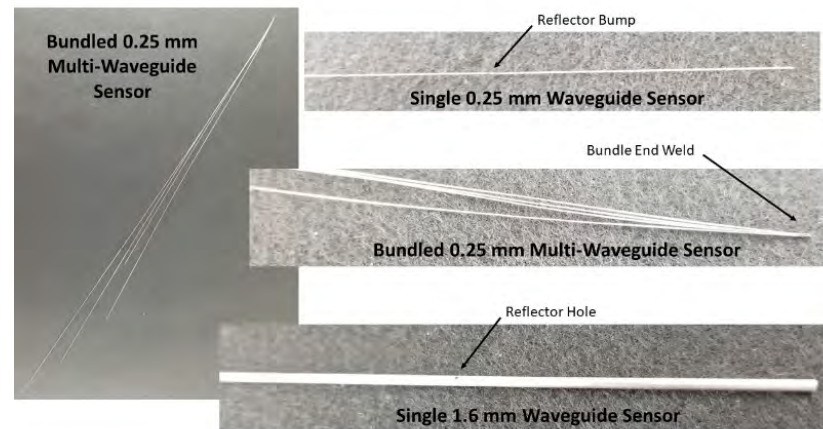 Bundled 0.25 mm
Multi-Waveguide
Sensor
Reflector Bump
Single 0.25 mm Waveguide Sensor
Bundle End Weld
Bundled 0.25 mm Multi-Waveguide Sensor
Reflector Hole
Single 1.6 mm Waveguide Sensor